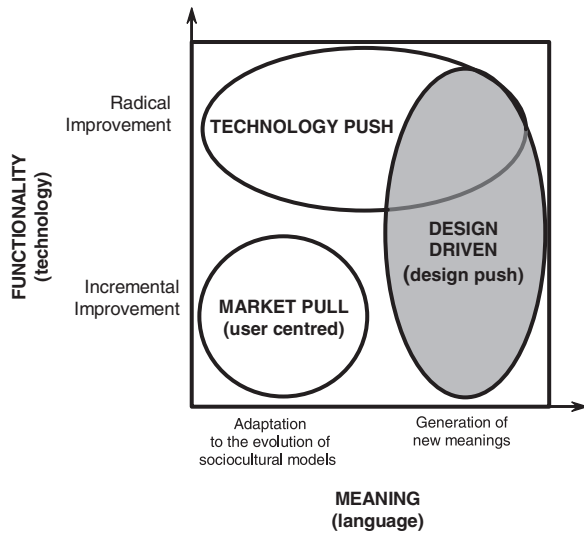 FUNCTIONALITY
(technology)
Radical
Improvement
Incremental
Improvement
TECHNOLOGY PUSH
DESIGN
DRIVEN
(design push)
MARKET PULL
(user centred)
Adaptation
to the evolution of
sociocultural models
Generation of
new meanings
MEANING
(language)